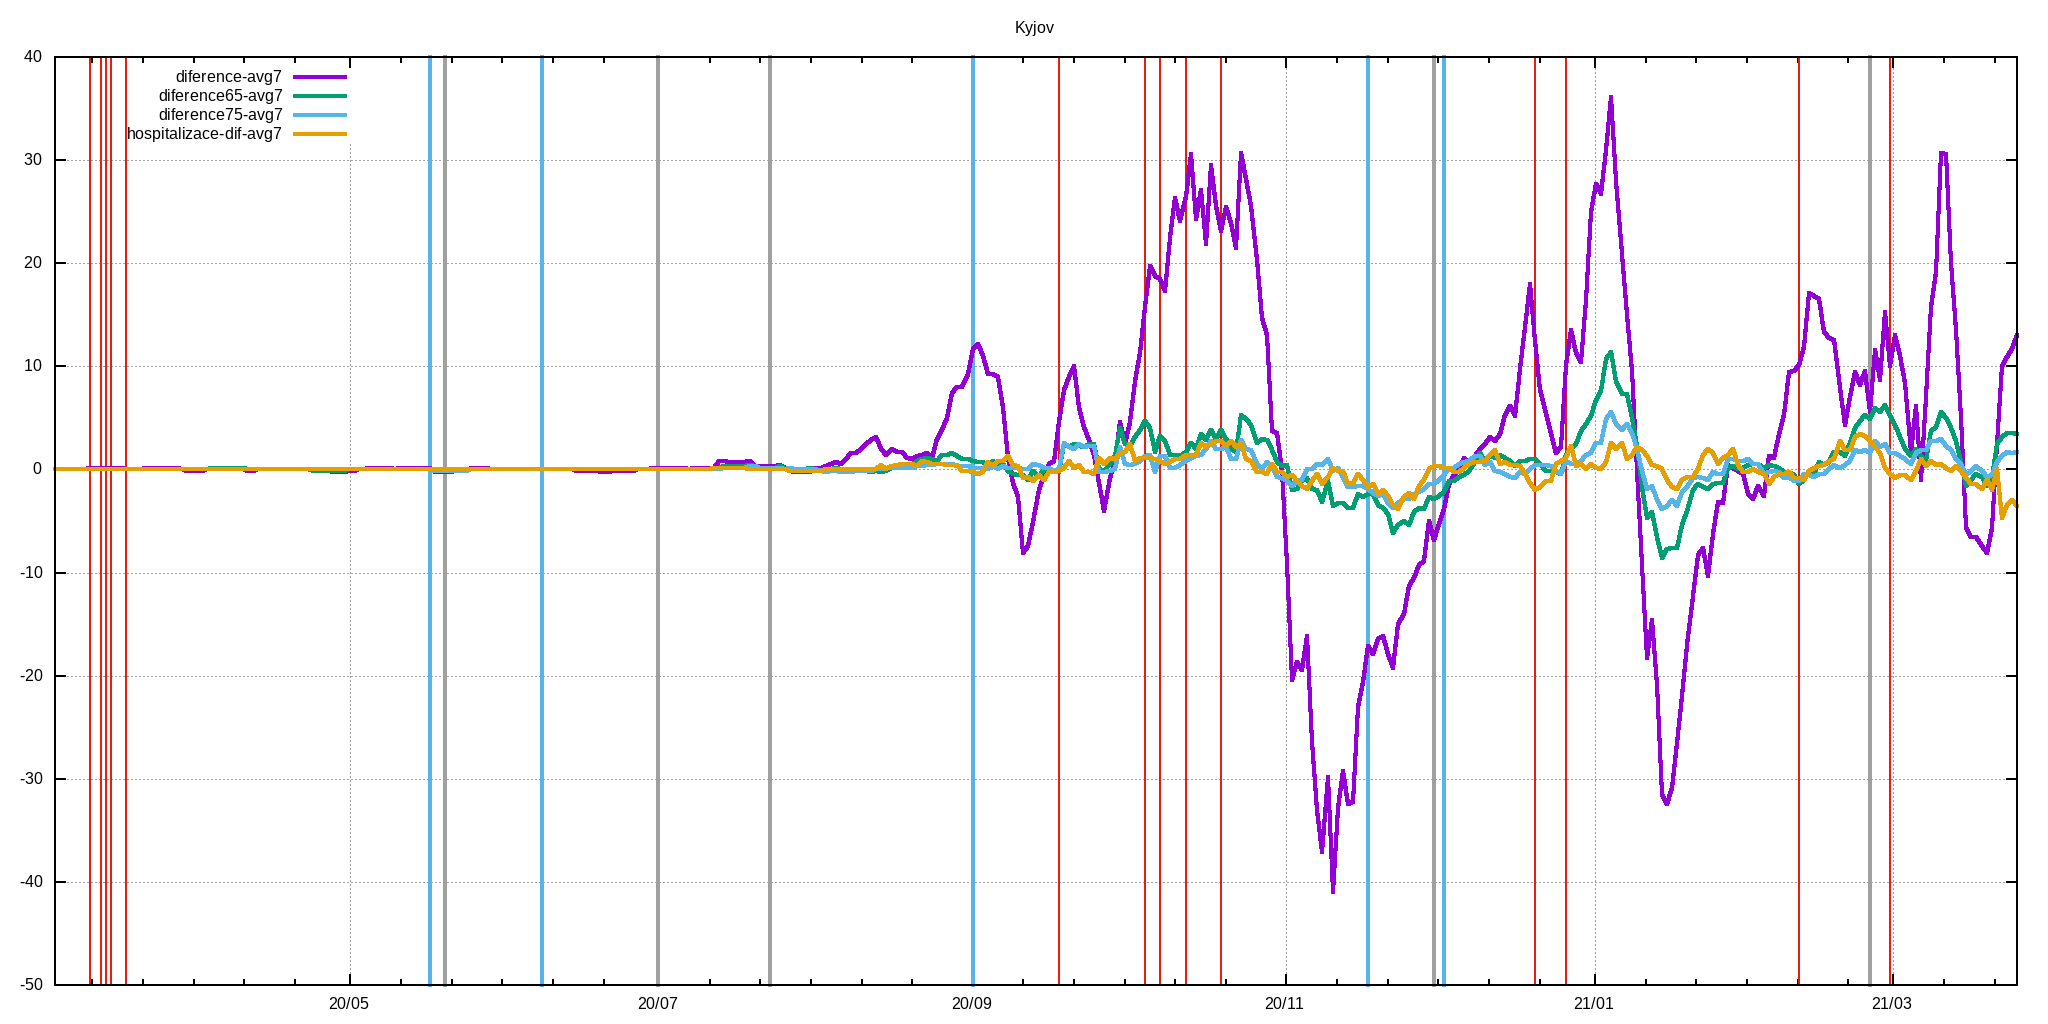 Kyjov
diference-avg7
diference65-avg7
diference75-avg7
hospitalizace-dif-avg7
40
30
20
10
0
-10
-20
-30
-40
-50
20/05 20/07 20/09 20/11 21/01 21/03